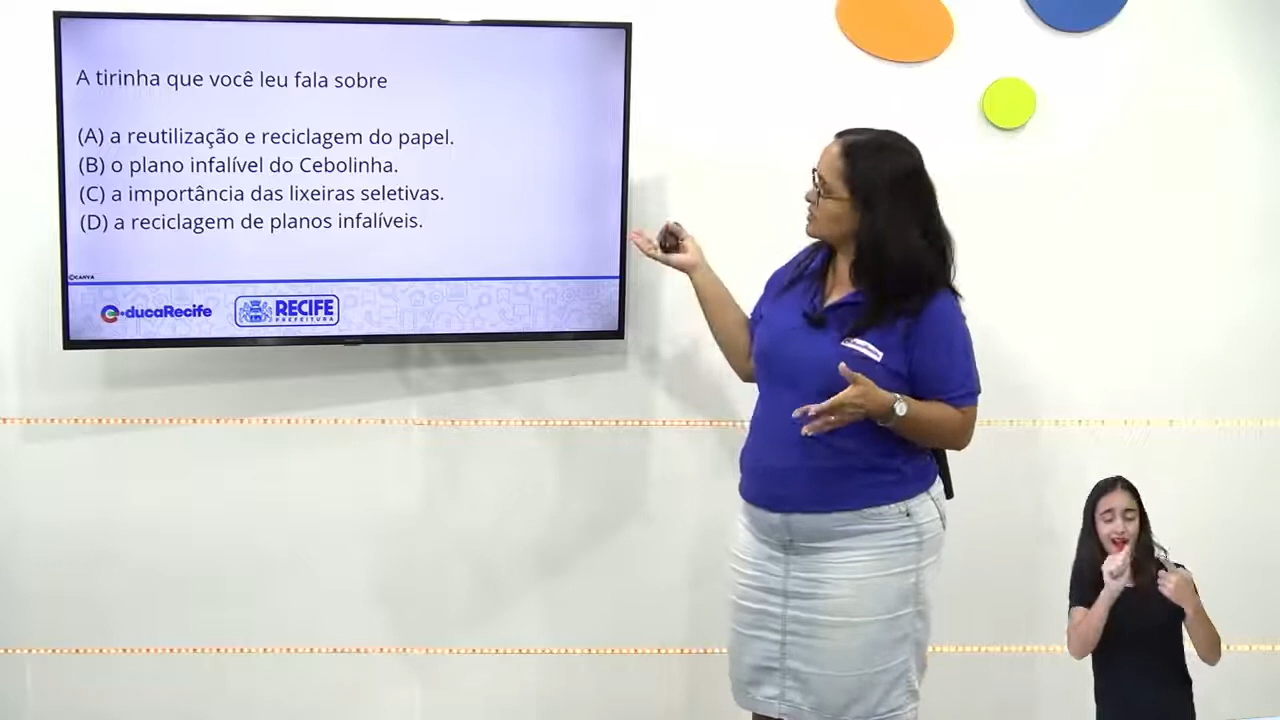 A tirinha que você leu fala sobre
(A) a reutilização e reciclagem do papel.
(B) o plano infalível do Cebolinha.
(C) a importância das lixeiras seletivas.
(D) a reciclagem de planos infalíveis.
©CANVA
e-ducaRecife
RECIFE
PREFEITURA